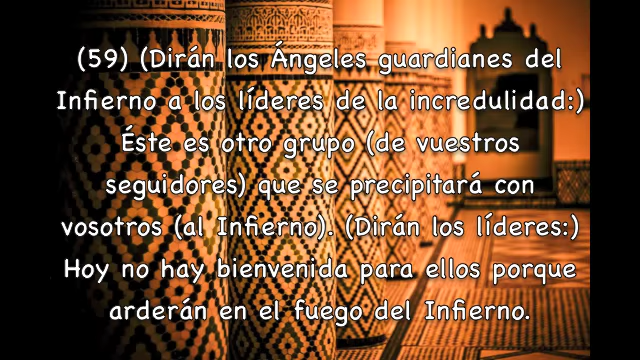 (59) (Dirán los Ángeles guardianes del
Infierno a los líderes de la incredulidad:)
Éste es otro grupo (de vuestros
seguidores) que se precipitará con
vosotros (al Infierno). (Dirán los líderes:)
Hoy no hay bienvenida para ellos porque
arderán en el fuego del Infierno.